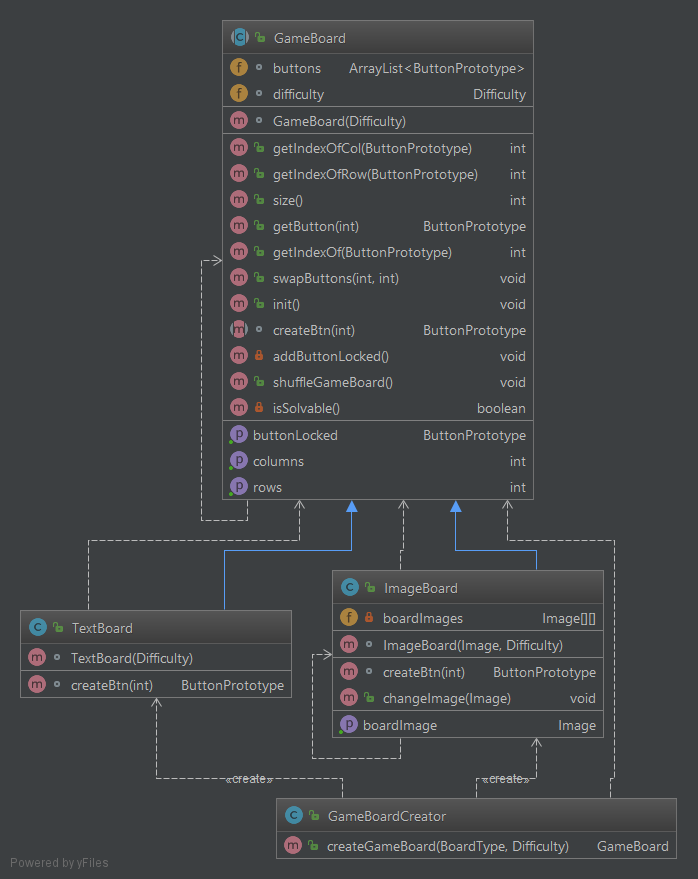 GameBoard
buttons ArrayList<ButtonPrototype>
difficulty Difficulty
GameBoard(Difficulty)
getIndexOfCol(ButtonPrototype) int
getIndexOfRow(ButtonPrototype) int
size() int
getButton(int) ButtonPrototype
getIndexOf(ButtonPrototype) int
swapButtons(int, int) void
init() void
createBtn(int) ButtonPrototype
addButtonLocked() void
shuffleGameBoard() void
isSolvable() boolean
buttonLocked ButtonPrototype
columns int
rows int
TextBoard
TextBoard(Difficulty)
createBtn(int) ButtonPrototype
ImageBoard
boardImages Image[][]
ImageBoard(Image, Difficulty)
createBtn(int) ButtonPrototype
changeImage(Image) void
boardImage Image
«create»
«create»
GameBoardCreator
createGameBoard(BoardType, Difficulty) GameBoard
Powered by yFiles